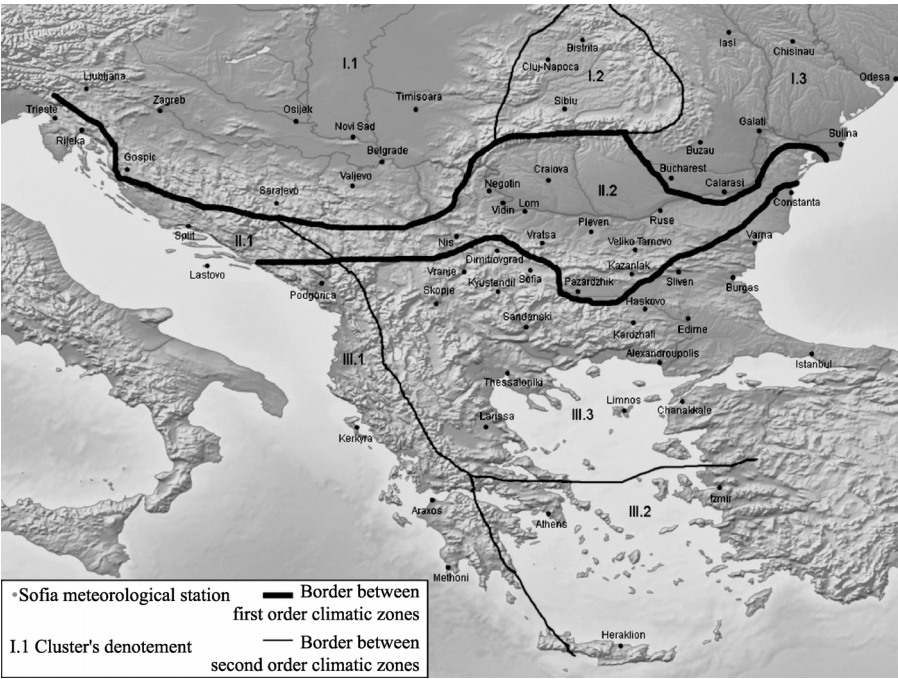 Iasi
Bistrita
I.1
Chisinau
Cluj-Napoca
I.2
I.3
Ljubljana
Odesa
Timisoara
Zagreb
Sibiu
Trieste
Osijek
Galati
Novi Sad
Sulina
Rijeka
Buzau
Belgrade
Gospic
Craiova
Bucharest
Valjevo
Calarasi
Sarajevo
Negotin
II.2
Constanta
Vidin
Lom
Ruse
Pleven
Split
II.1
Nis
Vratsa
Veliko Tarnovo
Varna
Dimitrovgrad
Lastovo
Vranje
Sofia
Kazanlak
Kyustendil
Pazardzhik
Sliven
Burgas
Podgorica
Skopje
Haskovo
Sandanski
Kardzhali
Edirne
III.1
Alexandroupolis
Istanbul
Thessaloniki
Limnos
Chanakkale
III.3
Larissa
Kerkyra
Izmir
Araxos
III.2
Athens
Methoni
Heraklion
Sofia meteorological station
Border between
first order climatic zones
I.1 Cluster's denotement
Border between
second order climatic zones